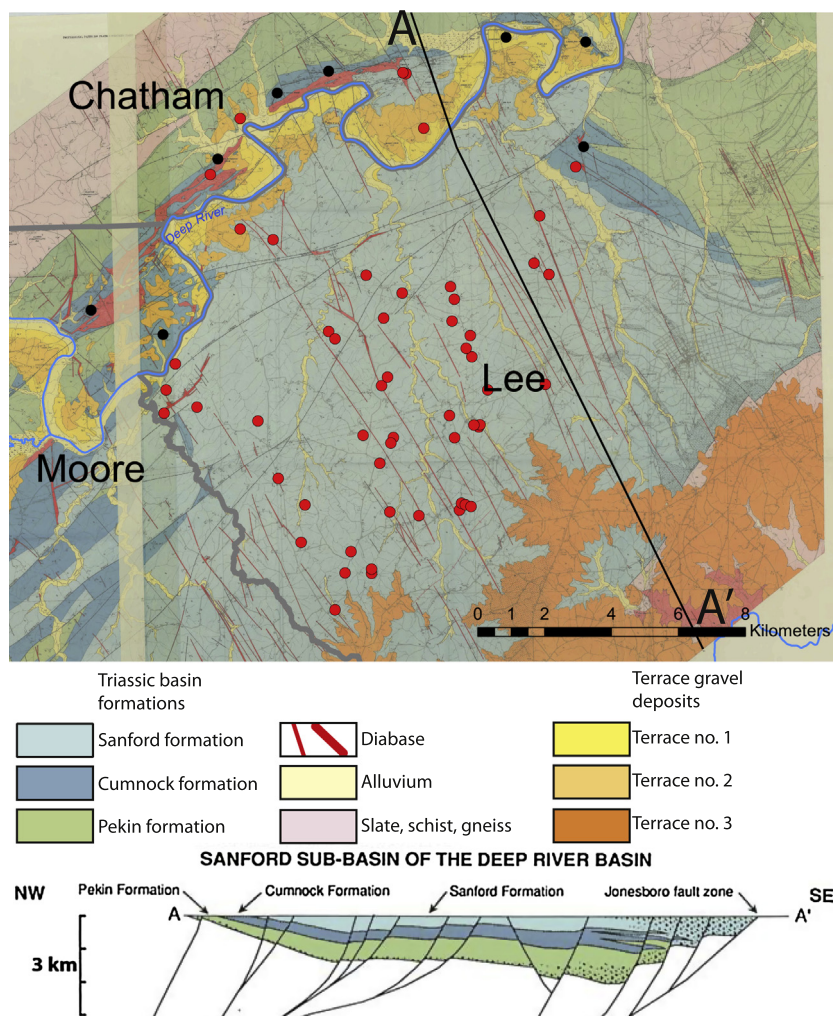 A
Chatham
Deep River
Lee
Moore
A'
0 1 2 4 6 8
Kilometers
Triassic basin
formations
Terrace gravel
deposits
Sanford formation
Diabase
Terrace no. 1
Cumnock formation
Alluvium
Terrace no. 2
Pekin formation
Slate, schist, gneiss
Terrace no. 3
SANFORD SUB-BASIN OF THE DEEP RIVER BASIN
NW
Pekin Formation
Cumnock Formation
Sanford Formation
Jonesboro fault zone
SE
A
A'
3 km